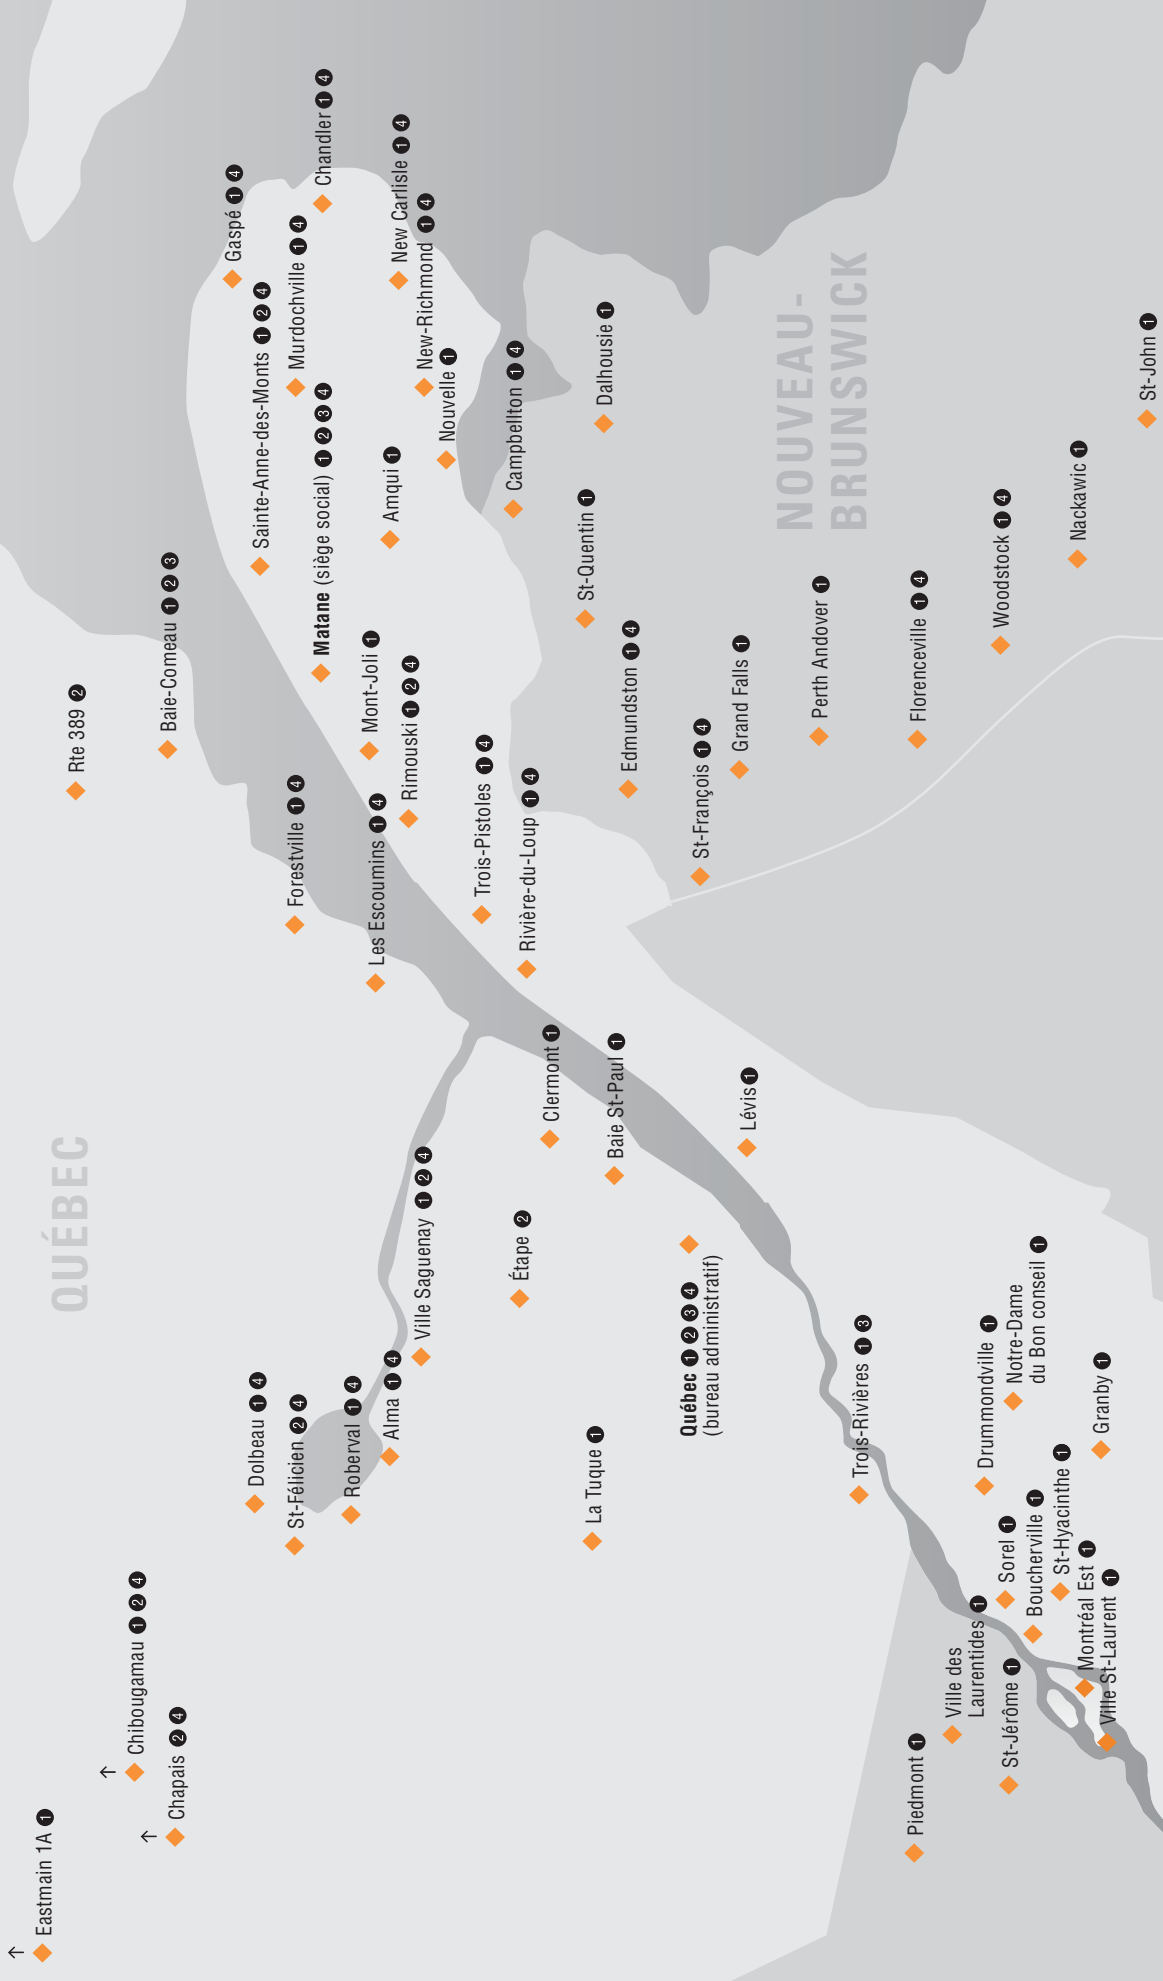 QUÉBEC
NOUVEAU-
BRUNSWICK
↑
Eastmain 1A 1
↑
Chibougamau 1 2 4
↑
Chapais 2 4
Rte 389 2
Baie-Comeau 1 2 3
Gaspé 1 4
Sainte-Anne-des-Monts 1 2 4
Murdochville 1 4
Chandler 1 4
Matane (siège social) 1 2 3 4
New Carlisle 1 4
New-Richmond 1 4
Nouvelle 1
Amqui 1
Mont-Joli 1
Rimouski 1 2 4
Forestville 1 4
Les Escoumins 1 4
Trois-Pistoles 1 4
Rivière-du-Loup 1 4
Campbellton 1 4
Dalhousie 1
St-Quentin 1
Edmundston 1 4
St-François 1 4
Grand Falls 1
Perth Andover 1
Florenceville 1 4
Woodstock 1 4
Nackawic 1
St-John 1
Dolbeau 1 4
St-Félicien 2 4
Roberval 1 4
Alma 1 4
Ville Saguenay 1 2 4
Étape 2
Clermont 1
Baie St-Paul 1
La Tuque 1
Québec 1 2 3 4
(bureau administratif)
Lévis 1
Trois-Rivières 1 3
Drummondville 1
Notre-Dame
du Bon conseil 1
Granby 1
Sorel 1
Boucherville 1
St-Hyacinthe 1
Montréal Est 1
Ville St-Laurent 1
Ville des
Laurentides 1
St-Jérôme 1
Piedmont 1